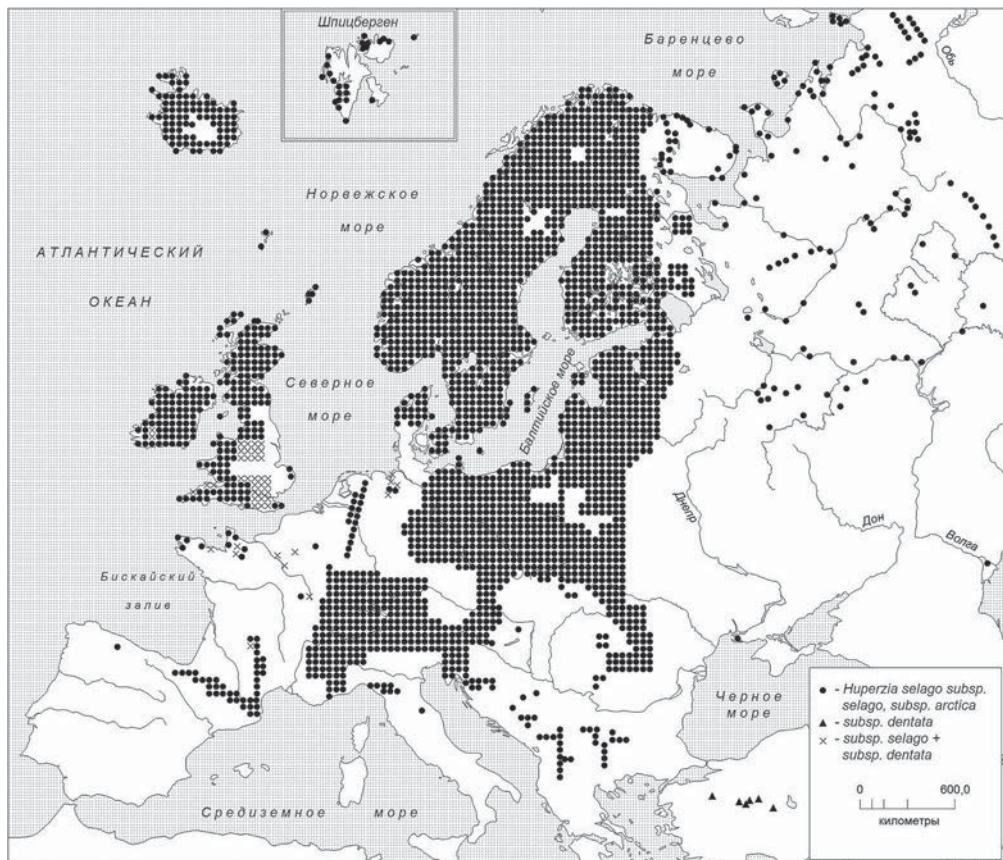 Шпицберген
Баренцево
море
Обь
Норвежское
море
АТЛАНТИЧЕСКИЙ
ОКЕАН
Северное
море
Балтийское море
Днепр
Дон
Волга
Бискайский
залив
Черное
море
Средиземное море
● - Huperzia selago subsp.
selago, subsp. arctica
▲ - subsp. dentata
× - subsp. selago +
subsp. dentata
0 600,0
километры